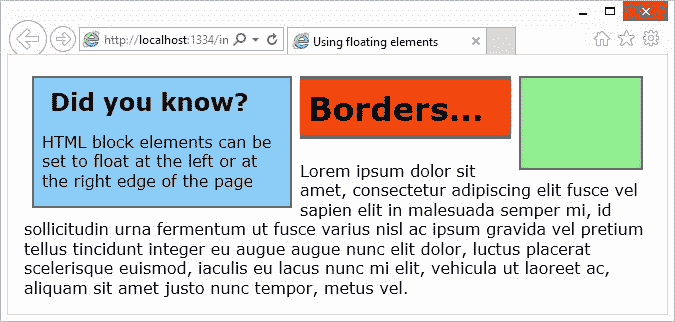 http://localhost:1334/in
Using floating elements
Did you know?
HTML block elements can be
set to float at the left or at
the right edge of the page
Borders...
Lorem ipsum dolor sit
amet, consectetur adipiscing elit fusce vel
sapien elit in malesuada semper mi, id
sollicitudin urna fermentum ut fusce varius nisl ac ipsum gravida vel pretium
tellus tincidunt integer eu augue augue nunc elit dolor, luctus placerat
scelerisque euismod, iaculis eu lacus nunc mi elit, vehicula ut laoreet ac,
aliquam sit amet justo nunc tempor, metus vel.